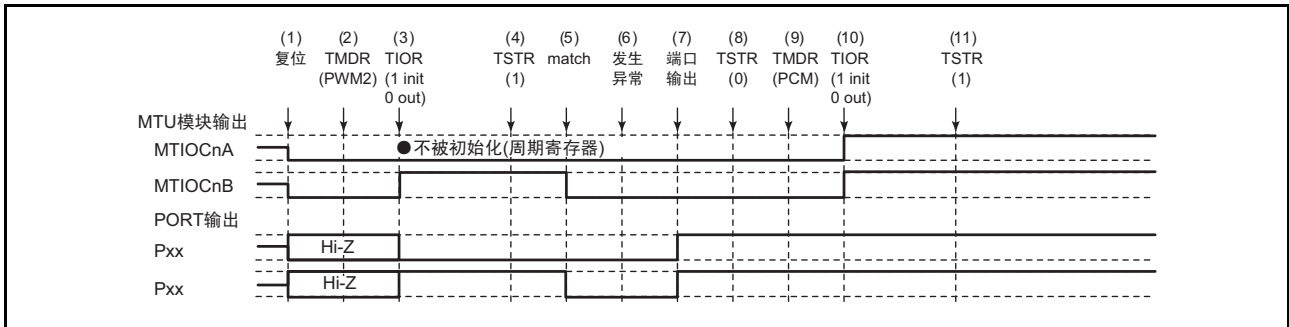 (1) (2) (3) (4) (5) (6) (7) (8) (9) (10) (11)
复位 TMDR TIOR TSTR match 发生 端口 TSTR TMDR TIOR TSTR
(PWM2) (1 init (1) 异常 输出 (0) (PCM) (1 init (1)
0 out) 0 out)
MTU模块输出
MTIOCnA ●不被初始化(周期寄存器)
MTIOCnB
PORT输出
Pxx Hi-Z
Pxx Hi-Z